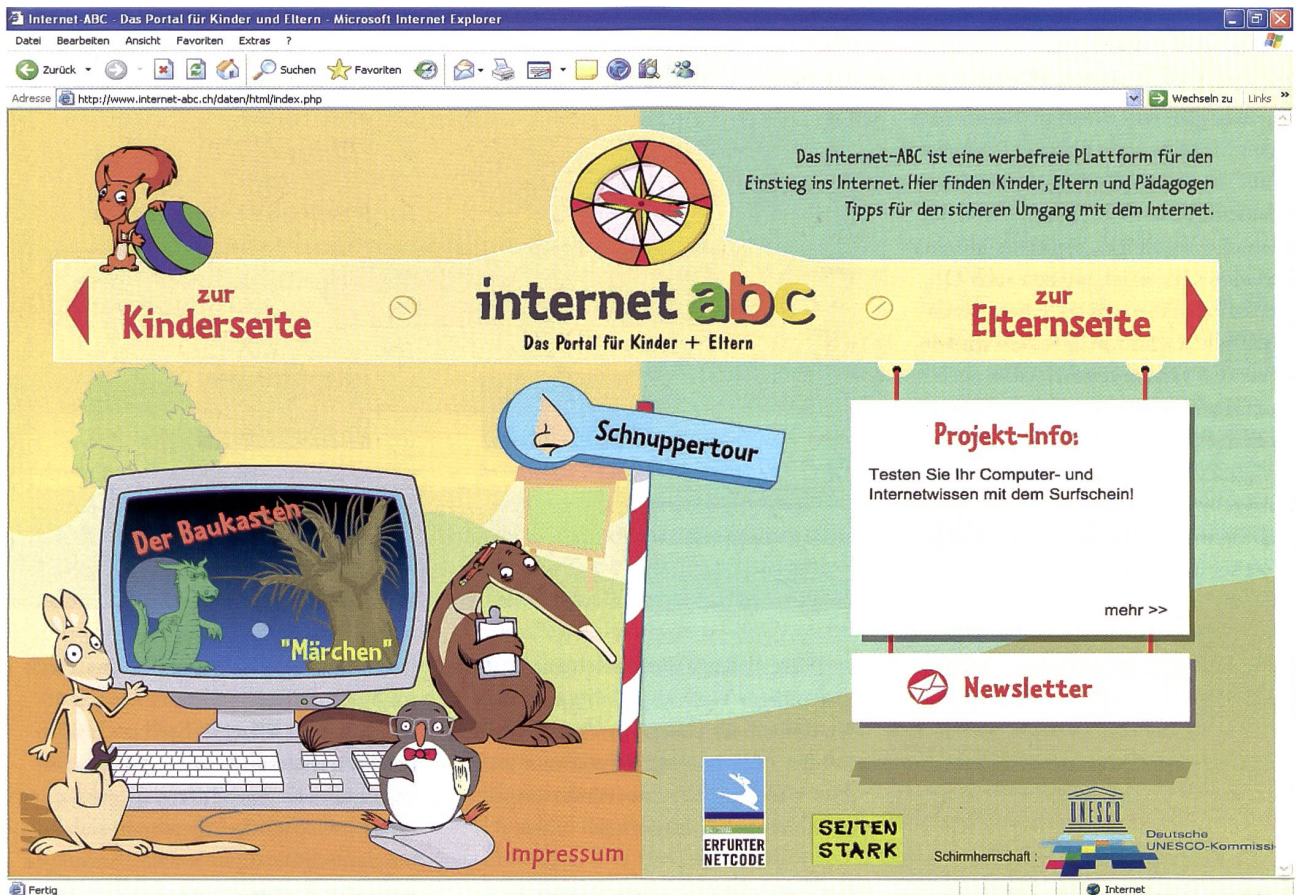 Internet-ABC - Das Portal für Kinder und Eltern - Microsoft Internet Explorer
Datei Bearbeiten Ansicht Favoriten Extras ?
Zurück Suchen Favoriten
Adresse http://www.internet-abc.ch/daten/html/index.php Wechseln zu Links »
Das Internet-ABC ist eine werbefreie PLattform für den
Einstieg ins Internet. Hier finden Kinder, Eltern und Pädagogen
Tipps für den sicheren Umgang mit dem Internet.
zur
Kinderseite
internet abc
Das Portal für Kinder + Eltern
zur
Elternseite
Schnuppertour
Projekt-Info:
Testen Sie Ihr Computer- und
Internetwissen mit dem Surfschein!
mehr >>
Newsletter
Der Baukasten
"Märchen"
Impressum
ERFURTER
NETCODE
SEITEN
STARK
Schirmherrschaft :
UNESCO
Deutsche
UNESCO-Kommissi
Fertig
Internet